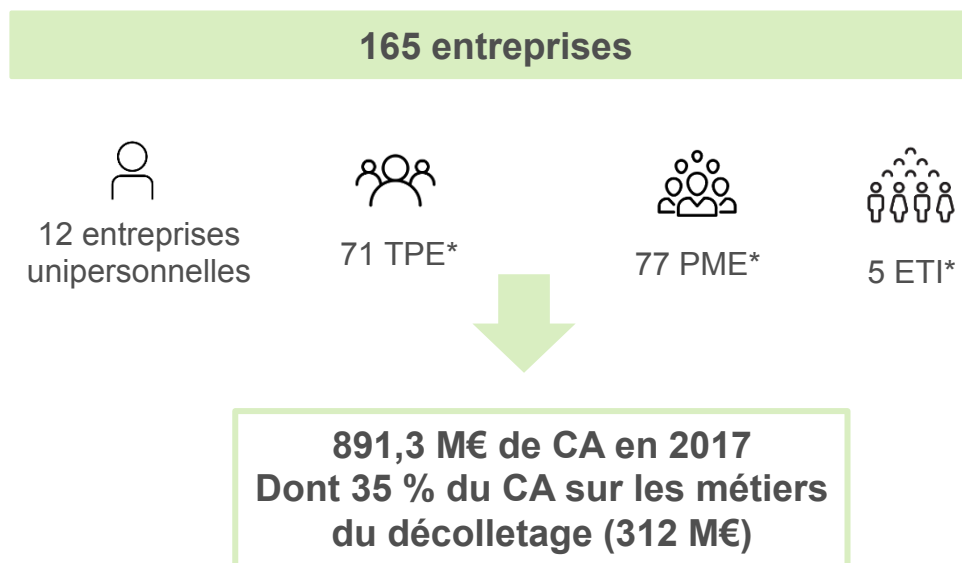 165 entreprises
12 entreprises
unipersonnelles
71 TPE*
77 PME*
5 ETI*
891,3 M€ de CA en 2017
Dont 35 % du CA sur les métiers
du décolletage (312 M€)